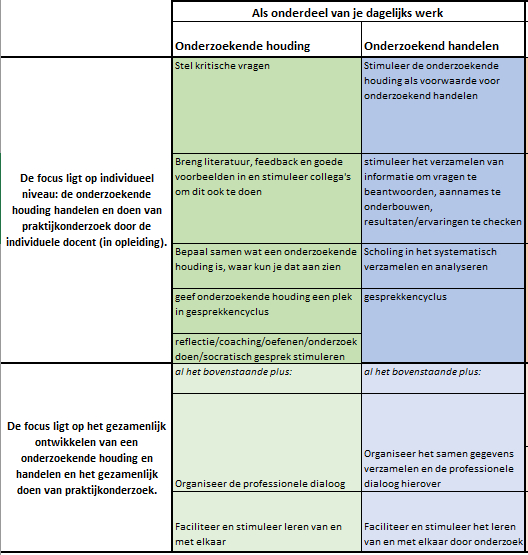 Als onderdeel van je dagelijks werk
Onderzoekende houding
Onderzoekend handelen
De focus ligt op individueel
niveau: de onderzoekende
houding handelen en doen van
praktijkonderzoek door de
individuele docent (in opleiding).
Stel kritische vragen
Stimuleer de onderzoekende
houding als voorwaarde voor
onderzoekend handelen
Breng literatuur, feedback en goede
voorbeelden in en stimuleer collega's
om dit ook te doen
stimuleer het verzamelen van
informatie om vragen te
beantwoorden, aannames te
onderbouwen,
resultaten/ervaringen te checken
Bepaal samen wat een onderzoekende
houding is, waar kun je dat aan zien
Scholing in het systematisch
verzamelen en analyseren
geef onderzoekende houding een plek
in gesprekkencyclus
gesprekkencyclus
reflectie/coaching/oefenen/onderzoek
doen/socratisch gesprek stimuleren
De focus ligt op het gezamenlijk
ontwikkelen van een
onderzoekende houding en
handelen en het gezamenlijk
doen van praktijkonderzoek.
al het bovenstaande plus:
al het bovenstaande plus:
Organiseer de professionele dialoog
Organiseer het samen gegevens
verzamelen en de professionele
dialoog hierover
Faciliteer en stimuleer leren van en
met elkaar
Faciliteer en stimuleer het leren
van en met elkaar door onderzoek